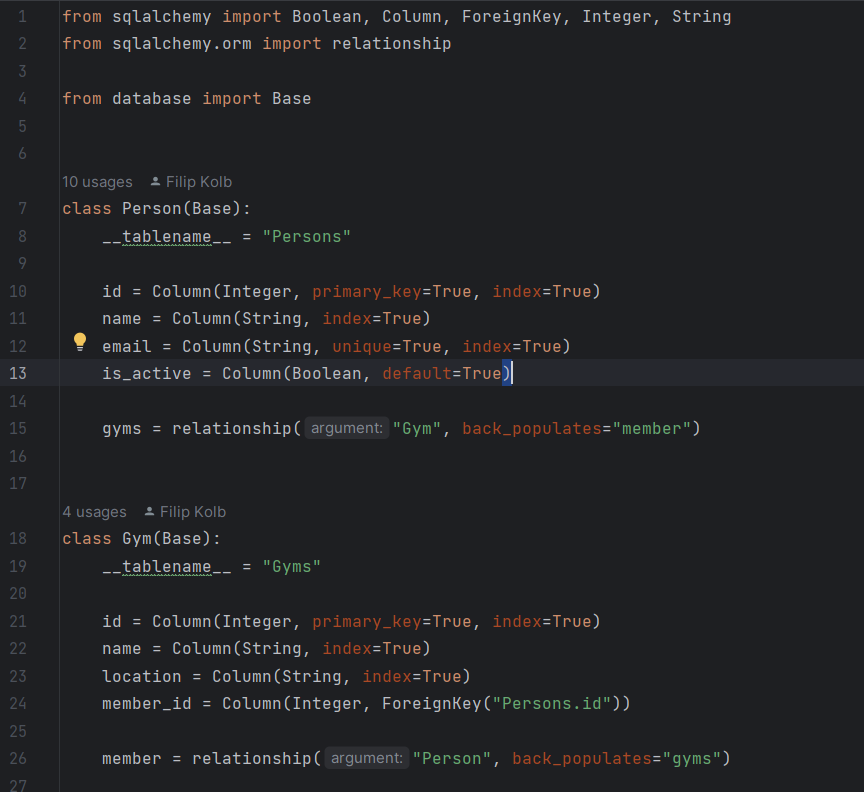 1 from sqlalchemy import Boolean, Column, ForeignKey, Integer, String
2 from sqlalchemy.orm import relationship
3
4 from database import Base
5
6
10 usages Filip Kolb
7 class Person(Base):
8     __tablename__ = "Persons"
9
10     id = Column(Integer, primary_key=True, index=True)
11     name = Column(String, index=True)
12     email = Column(String, unique=True, index=True)
13     is_active = Column(Boolean, default=True)
14
15     gyms = relationship( argument: "Gym", back_populates="member")
16
17
4 usages Filip Kolb
18 class Gym(Base):
19     __tablename__ = "Gyms"
20
21     id = Column(Integer, primary_key=True, index=True)
22     name = Column(String, index=True)
23     location = Column(String, index=True)
24     member_id = Column(Integer, ForeignKey("Persons.id"))
25
26     member = relationship( argument: "Person", back_populates="gyms")
27